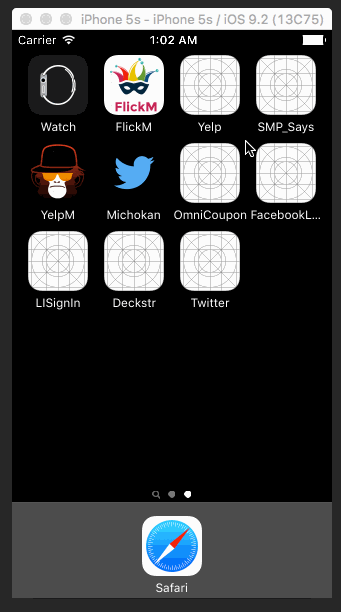 iPhone 5s - iPhone 5s / iOS 9.2 (13C75)
Carrier 1:02 AM
FlickM
Watch FlickM Yelp SMP_Says
YelpM Michokan OmniCoupon FacebookL...
LISignIn Deckstr Twitter
Safari